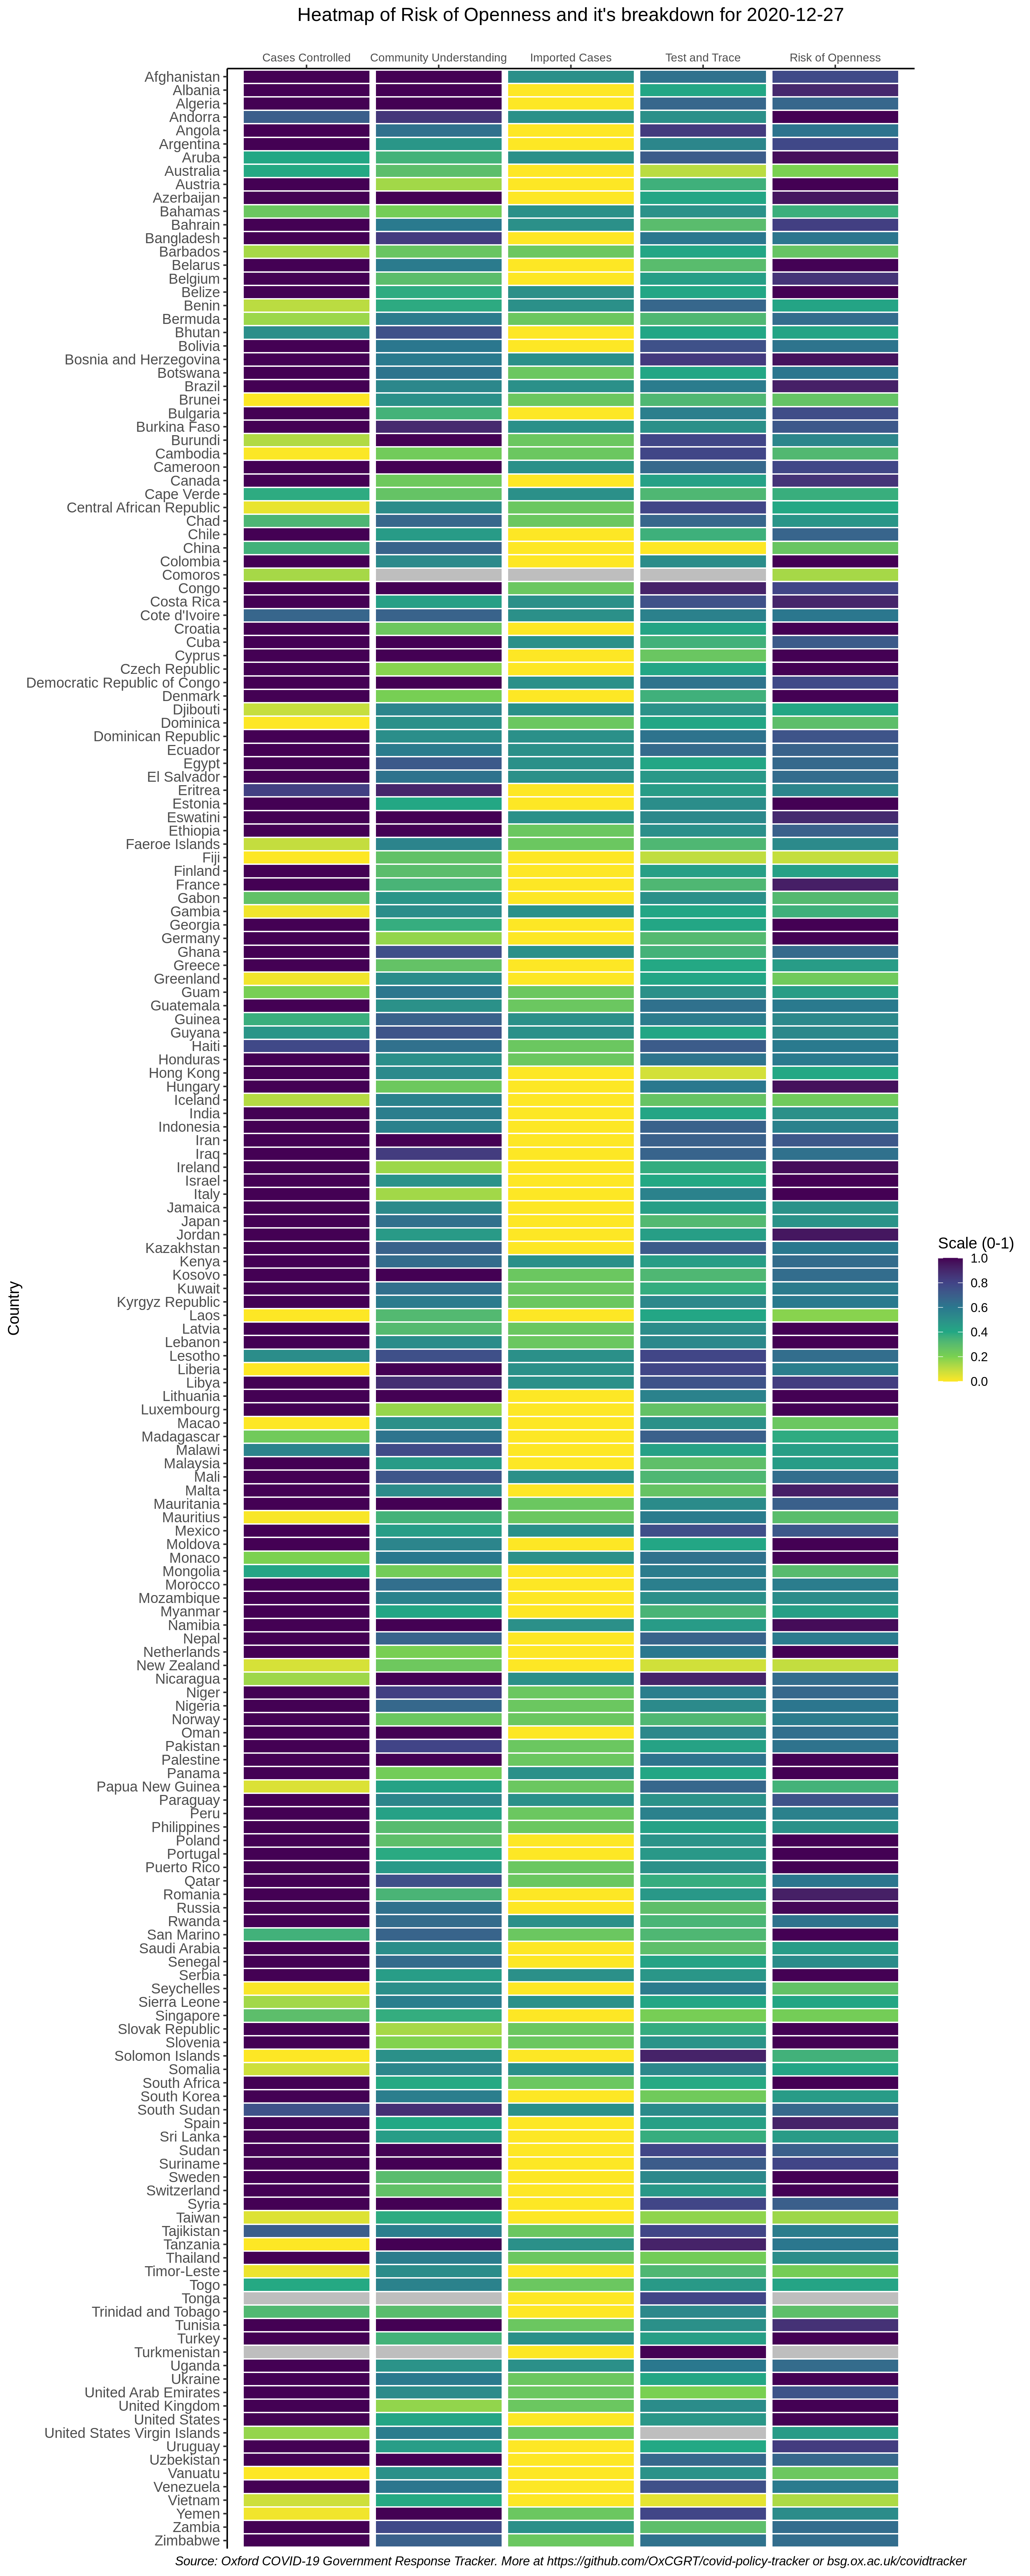 Heatmap of Risk of Openness and it's breakdown for 2020-12-27
Cases Controlled Community Understanding Imported Cases Test and Trace Risk of Openness
Afghanistan
Albania
Algeria
Andorra
Angola
Argentina
Aruba
Australia
Austria
Azerbaijan
Bahamas
Bahrain
Bangladesh
Barbados
Belarus
Belgium
Belize
Benin
Bermuda
Bhutan
Bolivia
Bosnia and Herzegovina
Botswana
Brazil
Brunei
Bulgaria
Burkina Faso
Burundi
Cambodia
Cameroon
Canada
Cape Verde
Central African Republic
Chad
Chile
China
Colombia
Comoros
Congo
Costa Rica
Cote d'Ivoire
Croatia
Cuba
Cyprus
Czech Republic
Democratic Republic of Congo
Denmark
Djibouti
Dominica
Dominican Republic
Ecuador
Egypt
El Salvador
Eritrea
Estonia
Eswatini
Ethiopia
Faeroe Islands
Fiji
Finland
France
Gabon
Gambia
Georgia
Germany
Ghana
Greece
Greenland
Guam
Guatemala
Guinea
Guyana
Haiti
Honduras
Hong Kong
Hungary
Iceland
India
Indonesia
Iran
Iraq
Ireland
Israel
Italy
Jamaica
Japan
Jordan
Kazakhstan
Kenya
Kosovo
Kuwait
Kyrgyz Republic
Laos
Latvia
Lebanon
Lesotho
Liberia
Libya
Lithuania
Luxembourg
Macao
Madagascar
Malawi
Malaysia
Mali
Malta
Mauritania
Mauritius
Mexico
Moldova
Monaco
Mongolia
Morocco
Mozambique
Myanmar
Namibia
Nepal
Netherlands
New Zealand
Nicaragua
Niger
Nigeria
Norway
Oman
Pakistan
Palestine
Panama
Papua New Guinea
Paraguay
Peru
Philippines
Poland
Portugal
Puerto Rico
Qatar
Romania
Russia
Rwanda
San Marino
Saudi Arabia
Senegal
Serbia
Seychelles
Sierra Leone
Singapore
Slovak Republic
Slovenia
Solomon Islands
Somalia
South Africa
South Korea
South Sudan
Spain
Sri Lanka
Sudan
Suriname
Sweden
Switzerland
Syria
Taiwan
Tajikistan
Tanzania
Thailand
Timor-Leste
Togo
Tonga
Trinidad and Tobago
Tunisia
Turkey
Turkmenistan
Uganda
Ukraine
United Arab Emirates
United Kingdom
United States
United States Virgin Islands
Uruguay
Uzbekistan
Vanuatu
Venezuela
Vietnam
Yemen
Zambia
Zimbabwe
Country
Scale (0-1)
1.0
0.8
0.6
0.4
0.2
0.0
Source: Oxford COVID-19 Government Response Tracker. More at https://github.com/OxCGRT/covid-policy-tracker or bsg.ox.ac.uk/covidtracker